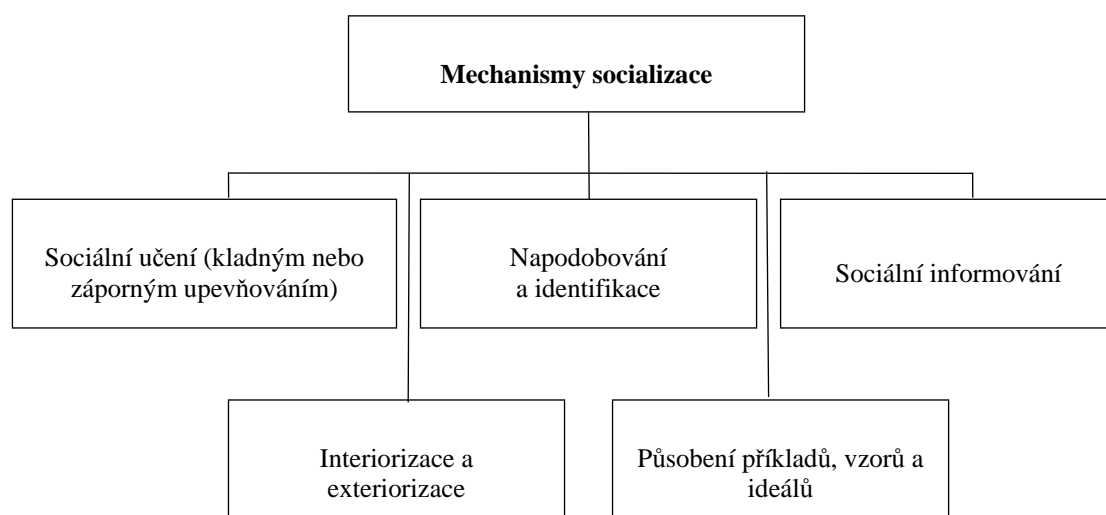 Mechanismy socializace
Sociální učení (kladným nebo
záporným upevňováním)
Napodobování
a identifikace
Sociální informování
Interiorizace a
exteriorizace
Působení příkladů, vzorů a
ideálů